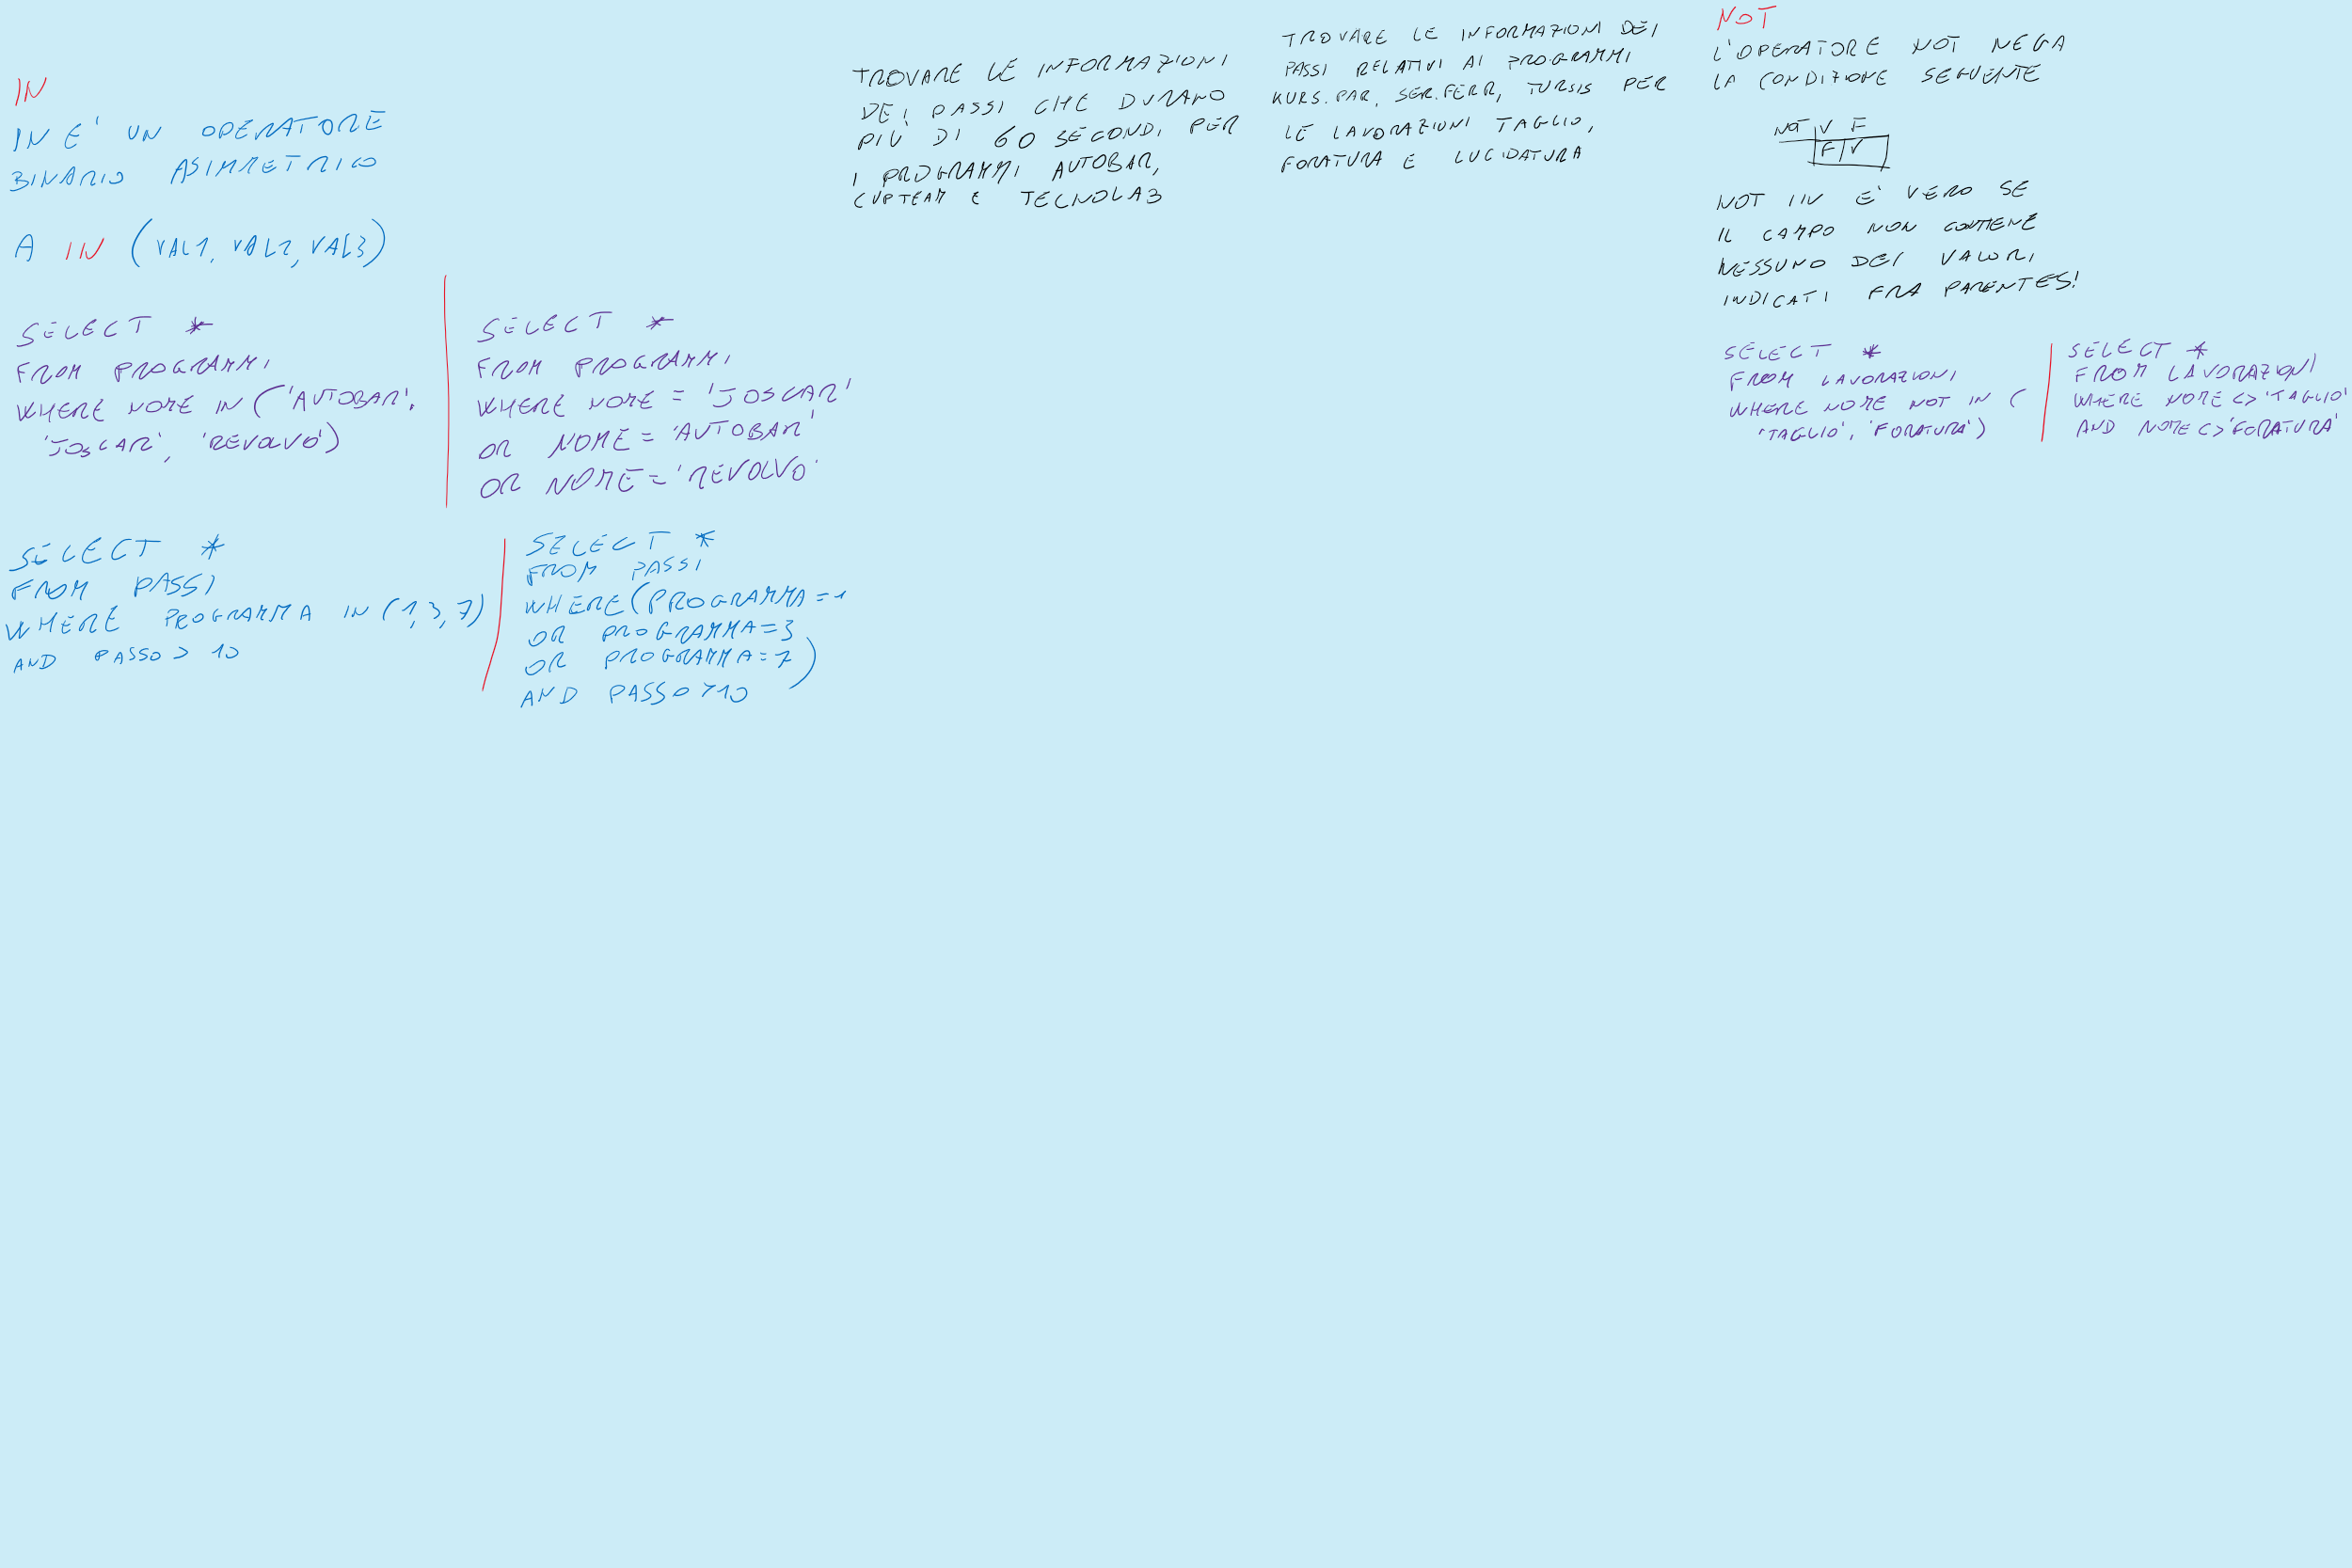 IN
IN E' UN OPERATORE
BINARIO ASIMMETRICO
A IN (VAL1, VAL2, VAL3)
SELECT *
FROM PROGRAMMI
WHERE NOME IN ('AUTOBAR',
'JOSCAR', 'REVOLVO')
SELECT *
FROM PROGRAMMI
WHERE NOME = 'JOSCAR'
OR NOME = 'AUTOBAR'
OR NOME = 'REVOLVO'
SELECT *
FROM PASSI
WHERE PROGRAMMA IN (1, 3, 7)
AND PASSO > 10
SELECT *
FROM PASSI
WHERE (PROGRAMMA = 1
OR PROGRAMMA = 3
OR PROGRAMMA = 7)
AND PASSO > 10
TROVARE LE INFORMAZIONI
DEI PASSI CHE DURANO
PIÙ DI 60 SECONDI PER
I PROGRAMMI AUTOBAR,
CUPTEAM E TECNOLA3
TROVARE LE INFORMAZIONI DEI
PASSI RELATIVI AI PROGRAMMI
KURS.PAR, SER.FERR, TURSIS PER
LE LAVORAZIONI TAGLIO,
FORATURA E LUCIDATURA
NOT
L'OPERATORE NOT NEGA
LA CONDIZIONE SEGUENTE
NOT V F
F V
NOT IN E' VERO SE
IL CAMPO NON CONTIENE
NESSUNO DEI VALORI
INDICATI FRA PARENTESI
SELECT *
FROM LAVORAZIONI
WHERE NOME NOT IN (
'TAGLIO', 'FORATURA')
SELECT *
FROM LAVORAZIONI
WHERE NOME <> 'TAGLIO'
AND NOME <> 'FORATURA'